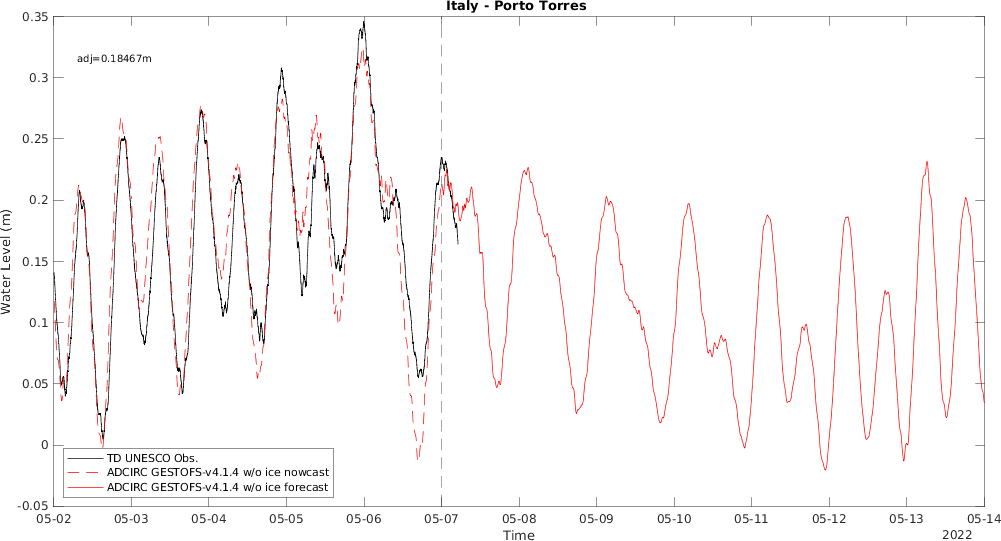 Italy - Porto Torres
0.35
0.3
0.25
0.2
0.15
0.1
0.05
0
-0.05
Water Level (m)
adj=0.18467m
TD UNESCO Obs.
ADCIRC GESTOFS-v4.1.4 w/o ice nowcast
ADCIRC GESTOFS-v4.1.4 w/o ice forecast
05-02 05-03 05-04 05-05 05-06 05-07 05-08 05-09 05-10 05-11 05-12 05-13 05-14
Time
2022